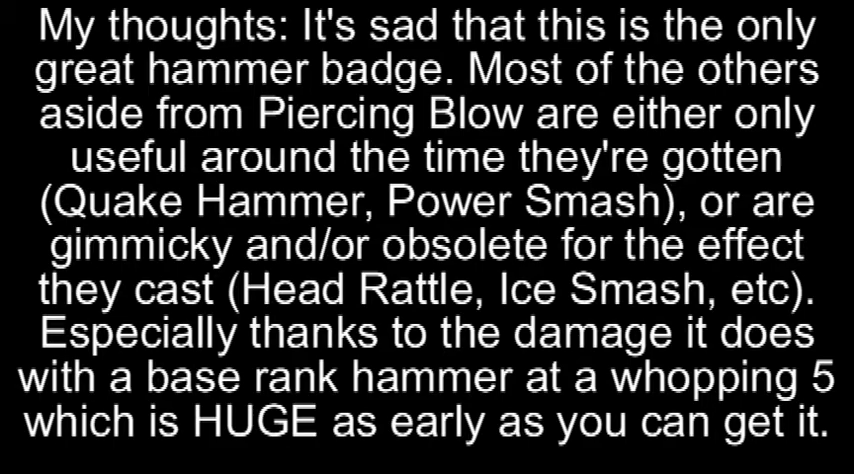 My thoughts: It's sad that this is the only
great hammer badge. Most of the others
aside from Piercing Blow are either only
useful around the time they're gotten
(Quake Hammer, Power Smash), or are
gimmicky and/or obsolete for the effect
they cast (Head Rattle, Ice Smash, etc).
Especially thanks to the damage it does
with a base rank hammer at a whopping 5
which is HUGE as early as you can get it.